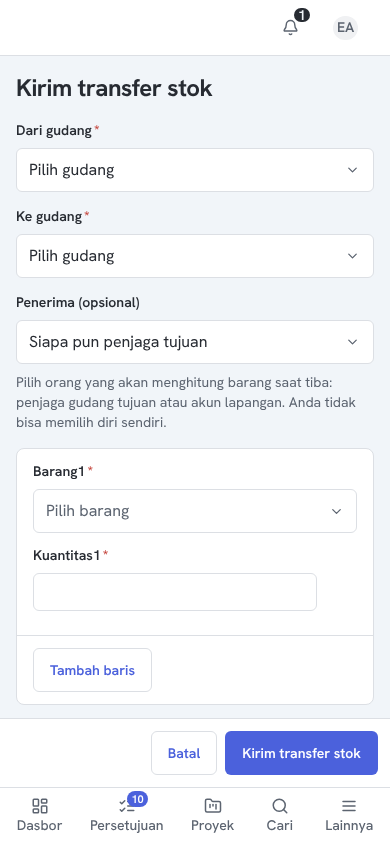 1
EA
Kirim transfer stok
Dari gudang *
Pilih gudang
Ke gudang *
Pilih gudang
Penerima (opsional)
Siapa pun penjaga tujuan
Pilih orang yang akan menghitung barang saat tiba:
penjaga gudang tujuan atau akun lapangan. Anda tidak
bisa memilih diri sendiri.
Barang1 *
Pilih barang
Kuantitas1 *
Tambah baris
Batal
Kirim transfer stok
10
Dasbor
Persetujuan
Proyek
Cari
Lainnya